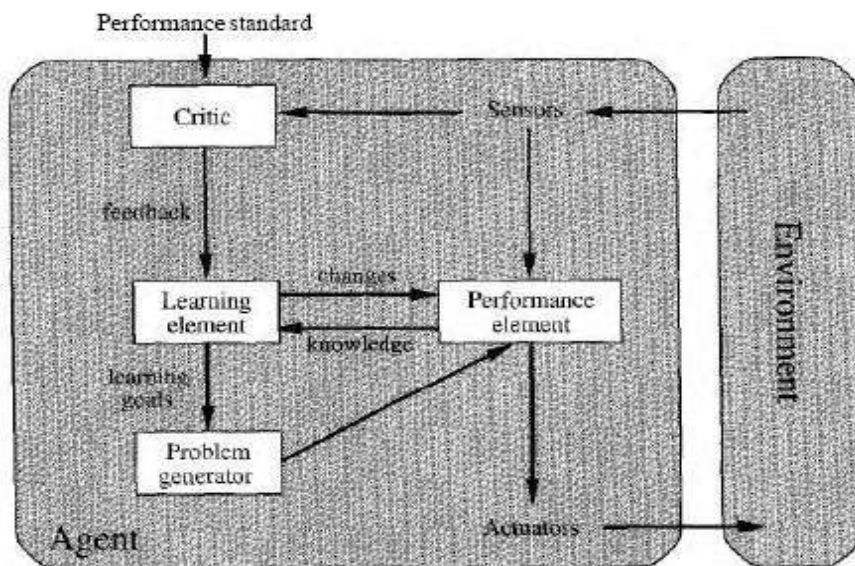 Performance standard
Critic
Sensors
feedback
changes
Learning
element
Performance
element
knowledge
learning
goals
Problem
generator
Agent
Actuators
Environment